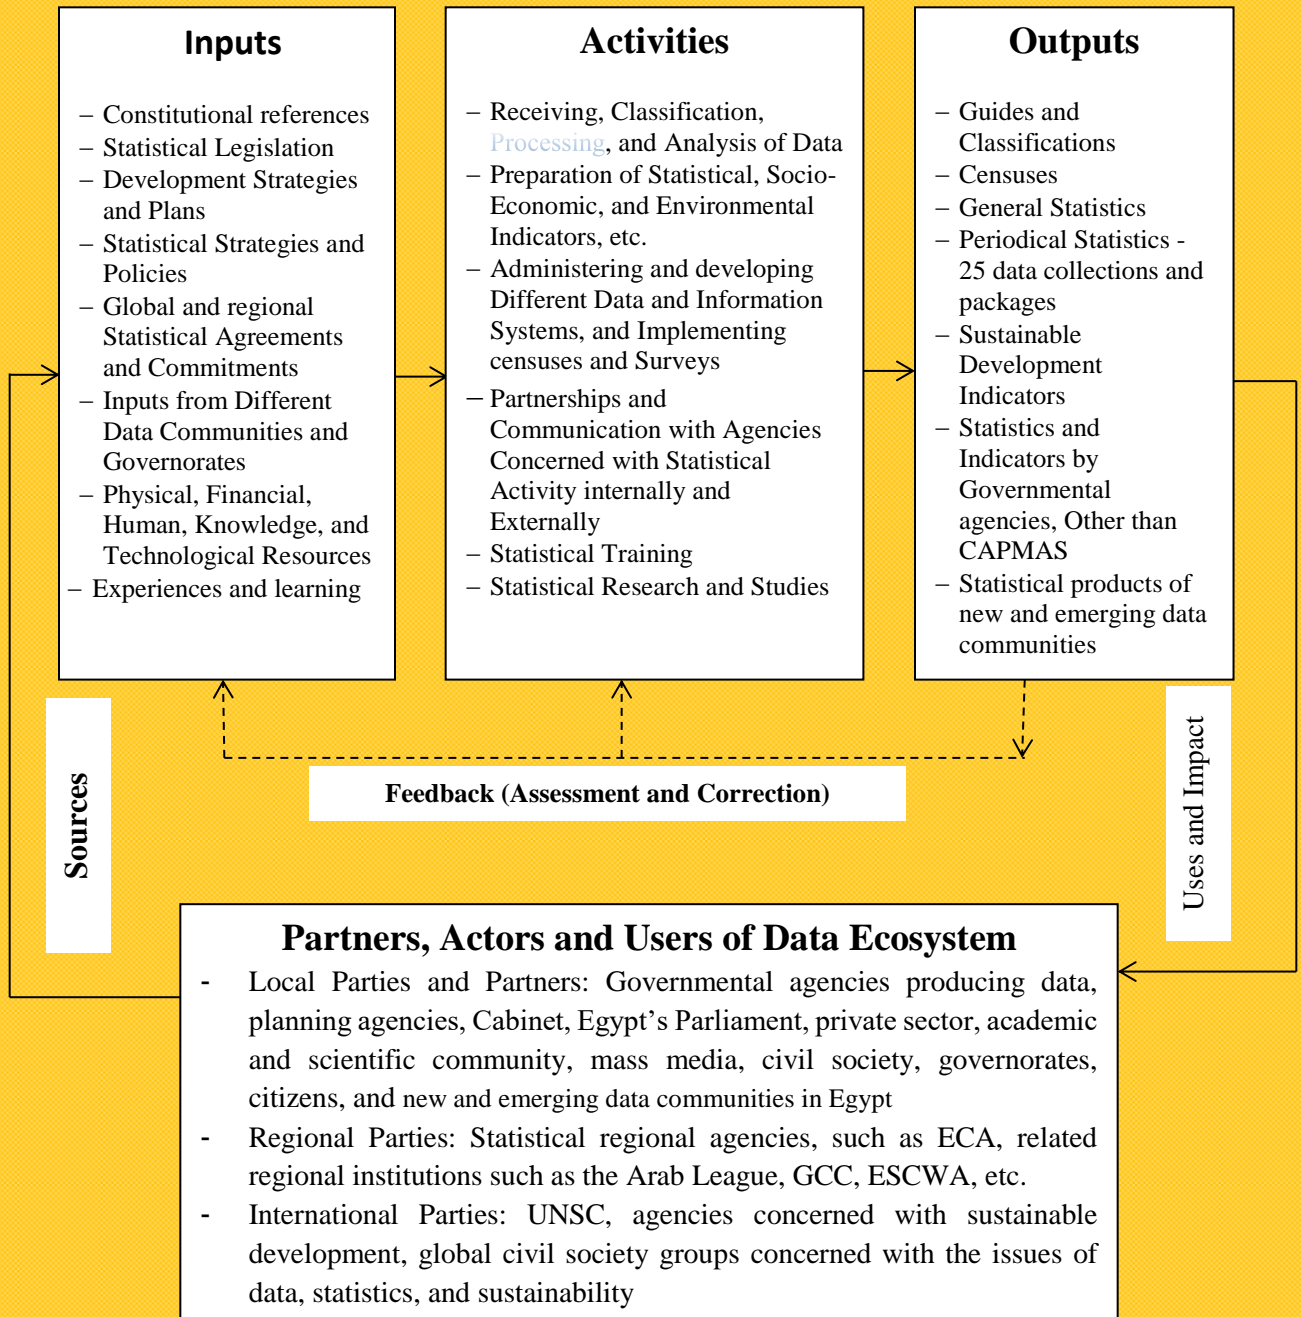 Inputs
– Constitutional references
– Statistical Legislation
– Development Strategies
and Plans
– Statistical Strategies and
Policies
– Global and regional
Statistical Agreements
and Commitments
– Inputs from Different
Data Communities and
Governorates
– Physical, Financial,
Human, Knowledge, and
Technological Resources
– Experiences and learning
Activities
– Receiving, Classification,
Processing, and Analysis of Data
– Preparation of Statistical, Socio-
Economic, and Environmental
Indicators, etc.
– Administering and developing
Different Data and Information
Systems, and Implementing
censuses and Surveys
– Partnerships and
Communication with Agencies
Concerned with Statistical
Activity internally and
Externally
– Statistical Training
– Statistical Research and Studies
Outputs
– Guides and
Classifications
– Censuses
– General Statistics
– Periodical Statistics -
25 data collections and
packages
– Sustainable
Development
Indicators
– Statistics and
Indicators by
Governmental
agencies, Other than
CAPMAS
– Statistical products of
new and emerging data
communities
Sources
Feedback (Assessment and Correction)
Uses and Impact
Partners, Actors and Users of Data Ecosystem
- Local Parties and Partners: Governmental agencies producing data,
planning agencies, Cabinet, Egypt’s Parliament, private sector, academic
and scientific community, mass media, civil society, governorates,
citizens, and new and emerging data communities in Egypt
- Regional Parties: Statistical regional agencies, such as ECA, related
regional institutions such as the Arab League, GCC, ESCWA, etc.
- International Parties: UNSC, agencies concerned with sustainable
development, global civil society groups concerned with the issues of
data, statistics, and sustainability